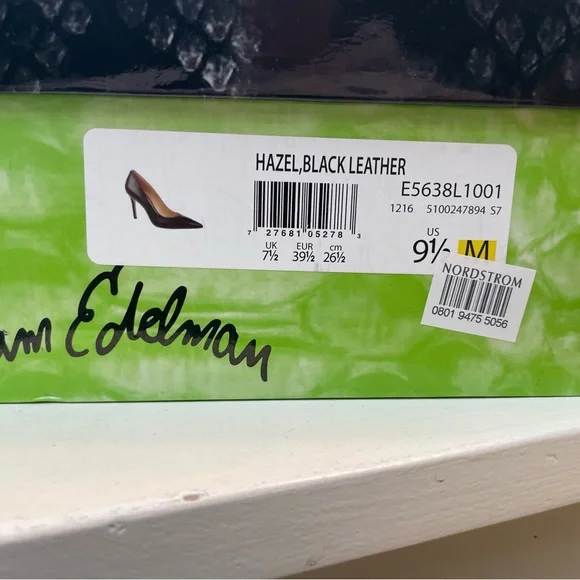 HAZEL,BLACK LEATHER
E5638L1001
1216 5100247894 S7
7 27681 05278 3
UK EUR cm US
7½ 39½ 26½ 9½ M
NORDSTROM
0801 9475 5056
am Edelman